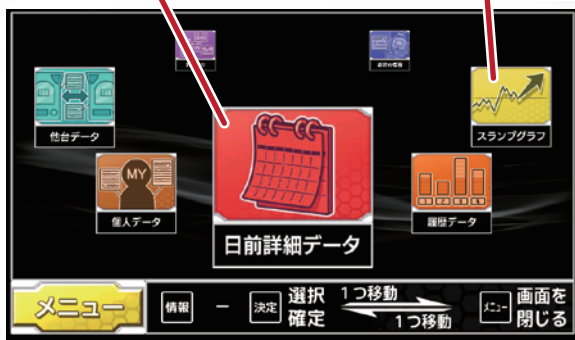 他台データ
スランプグラフ
MY
個人データ
履歴データ
日前詳細データ
メニュー
情報
ー
決定
選択
確定
1つ移動
1つ移動
メニュー
画面を
閉じる